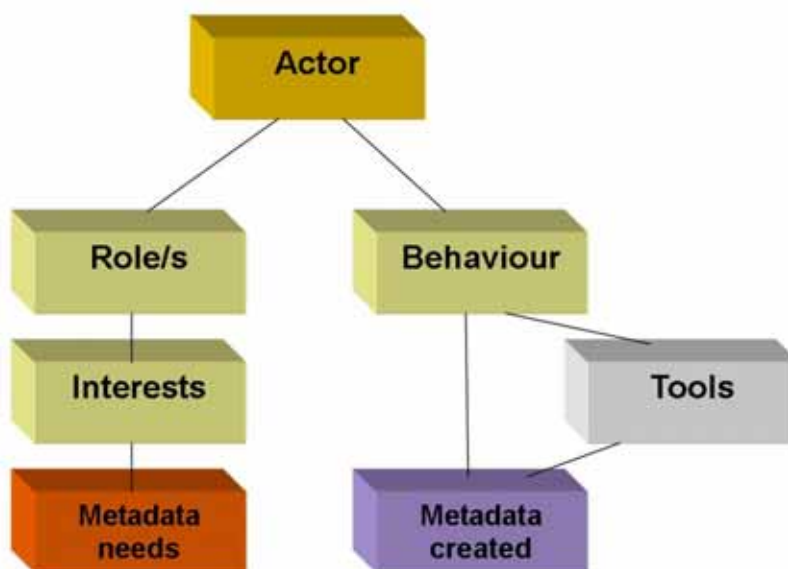 Actor
Role/s
Behaviour
Interests
Tools
Metadata
needs
Metadata
created